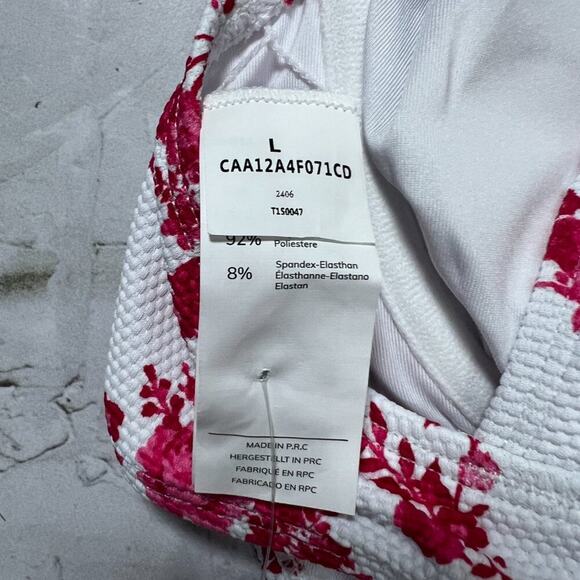 L
CAA12A4F071CD
2406
T150047
92% Poliestere
8% Spandex-Elasthan
Élasthanne-Elastano
Elastan
MADE IN P.R.C
HERGESTELLT IN PRC
FABRIQUÉ EN RPC
FABRICADO EN RPC